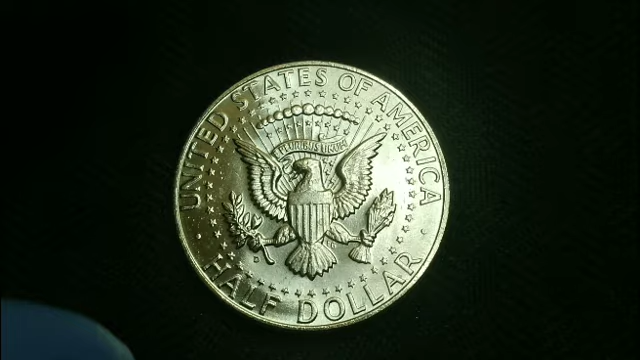 UNITED STATES OF AMERICA
E PLURIBUS UNUM
D
HALF DOLLAR